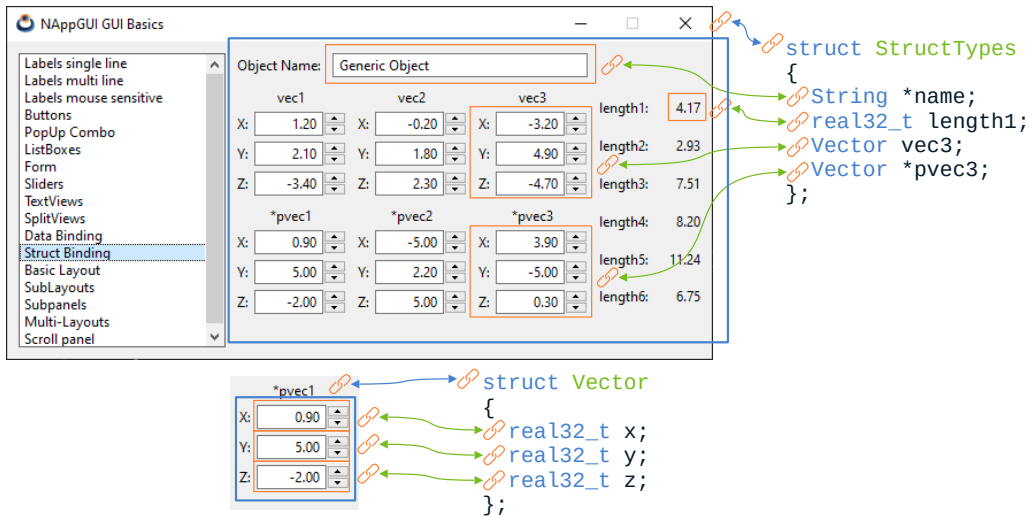 NAppGUI GUI Basics
Labels single line
Labels multi line
Labels mouse sensitive
Buttons
PopUp Combo
ListBoxes
Form
Sliders
TextViews
SplitViews
Data Binding
Struct Binding
Basic Layout
SubLayouts
Subpanels
Multi-Layouts
Scroll panel
Object Name: Generic Object
vec1 vec2 vec3
X: 1.20 X: -0.20 X: -3.20
Y: 2.10 Y: 1.80 Y: 4.90
Z: -3.40 Z: 2.30 Z: -4.70
*pvec1 *pvec2 *pvec3
X: 0.90 X: -5.00 X: 3.90
Y: 5.00 Y: 2.20 Y: -5.00
Z: -2.00 Z: 5.00 Z: 0.30
length1: 4.17
length2: 2.93
length3: 7.51
length4: 8.20
length5: 11.24
length6: 6.75
struct StructTypes
{
String *name;
real32_t length1;
Vector vec3;
Vector *pvec3;
};
*pvec1
X: 0.90
Y: 5.00
Z: -2.00
struct Vector
{
real32_t x;
real32_t y;
real32_t z;
};